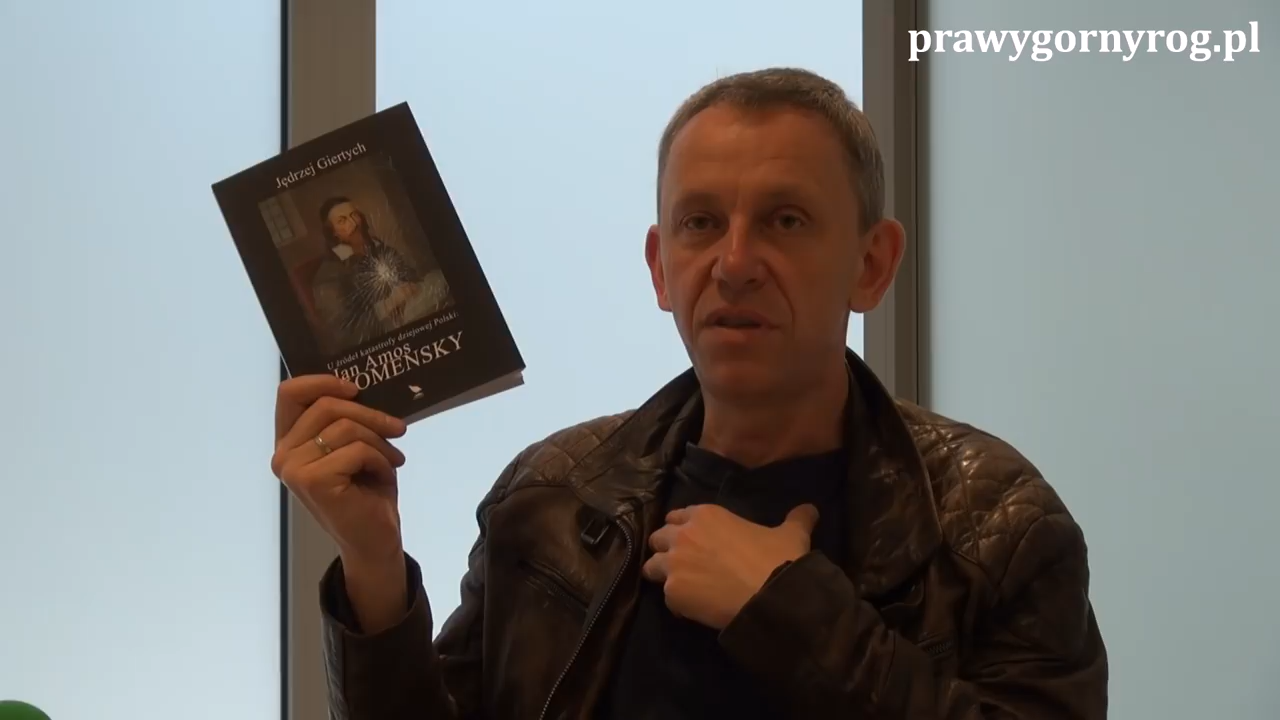 prawygornyrog.pl
Jędrzej Giertych
U źródeł katastrofy dziejowej Polski:
Jan Amos
KOMENSKY